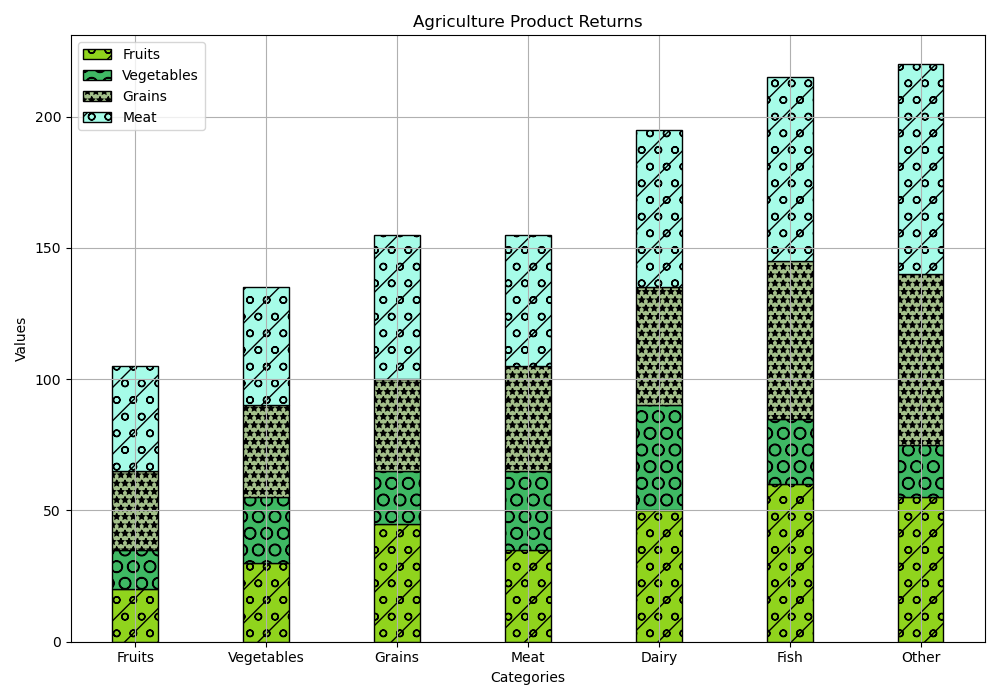 Agriculture Product Returns
Fruits
Vegetables
Grains
Meat
Values
200
150
100
50
0
Fruits Vegetables Grains Meat Dairy Fish Other
Categories